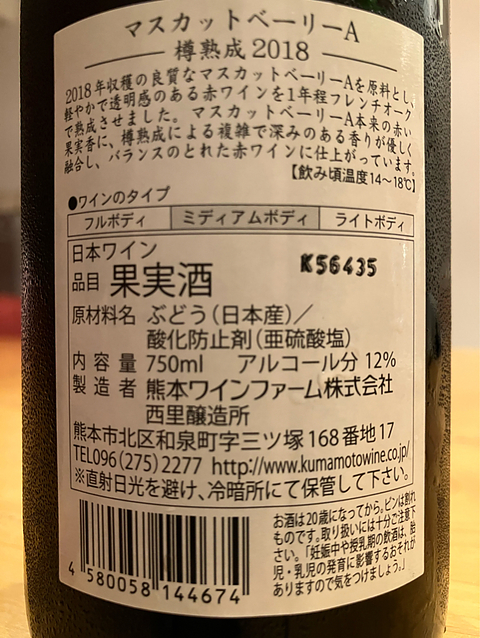 マスカットベーリーA
樽熟成2018
2018年収穫の良質なマスカットベーリーAを原料とし、
軽やかで透明感のある赤ワインを1年程フレンチオーク
で熟成させました。マスカットベーリーA本来の赤い
果実香に、樽熟成による複雑で深みのある香りが優しく
融合し、バランスのとれた赤ワインに仕上がっています。
【飲み頃温度14〜18℃】
●ワインのタイプ
フルボディ ミディアムボディ ライトボディ
日本ワイン
K56435
品目 果実酒
原材料名 ぶどう(日本産)/
酸化防止剤(亜硫酸塩)
内容量 750ml アルコール分 12%
製造者 熊本ワインファーム株式会社
西里醸造所
熊本市北区和泉町字三ツ塚168番地17
TEL096(275)2277 http://www.kumamotowine.co.jp/
※直射日光を避け、冷暗所にて保管して下さい。
お酒は20歳になってから。ビンは割れ
ものです。取り扱いには十分ご注意下
さい。「妊娠中や授乳期の飲酒は、胎
児・乳児の発育に影響するおそれが
ありますので気をつけましょう。」
4 580058 144674